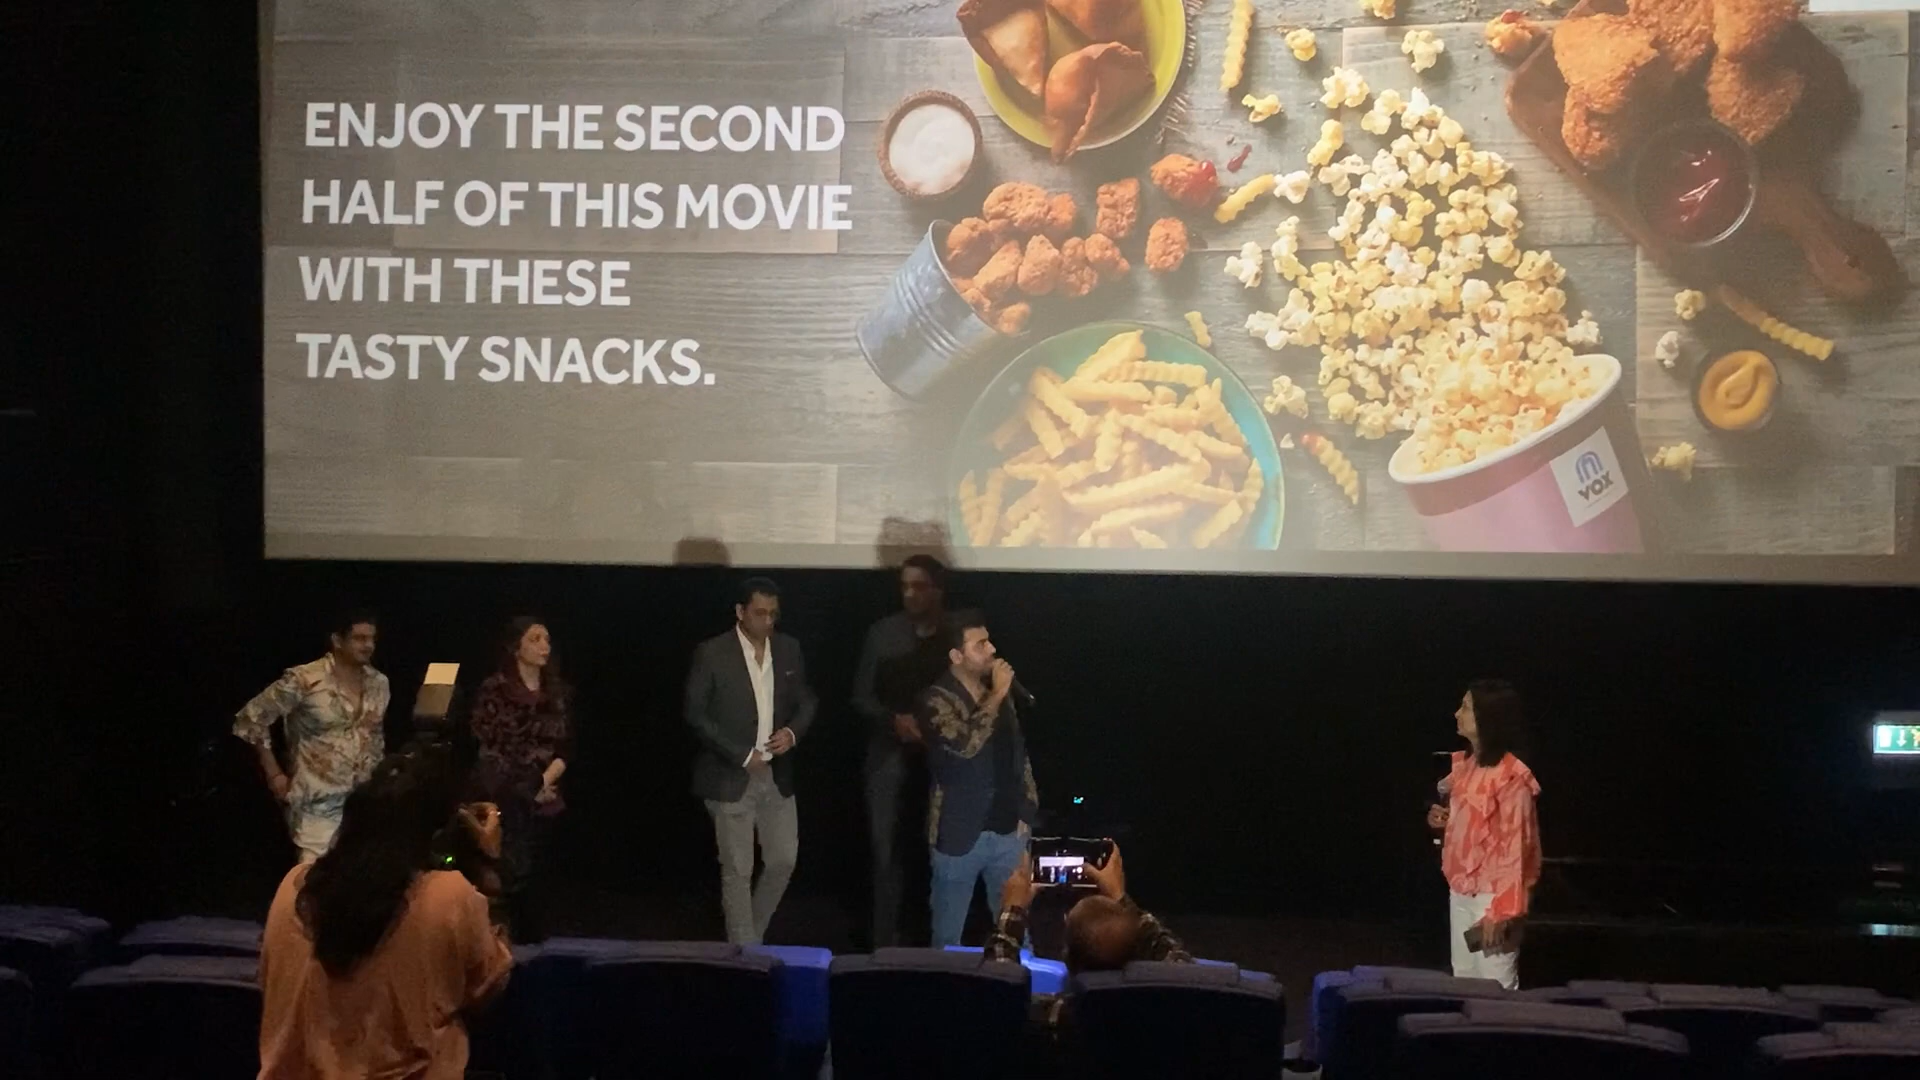 ENJOY THE SECOND
HALF OF THIS MOVIE
WITH THESE
TASTY SNACKS.
VOX